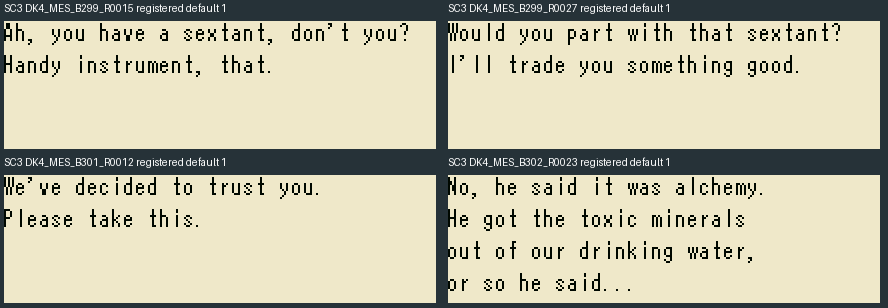 SC3 DK4_MES_B299_R0015 registered default 1
Ah, you have a sextant, don't you?
Handy instrument, that.
SC3 DK4_MES_B299_R0027 registered default 1
Would you part with that sextant?
I'll trade you something good.
SC3 DK4_MES_B301_R0012 registered default 1
We've decided to trust you.
Please take this.
SC3 DK4_MES_B302_R0023 registered default 1
No, he said it was alchemy.
He got the toxic minerals
out of our drinking water,
or so he said...